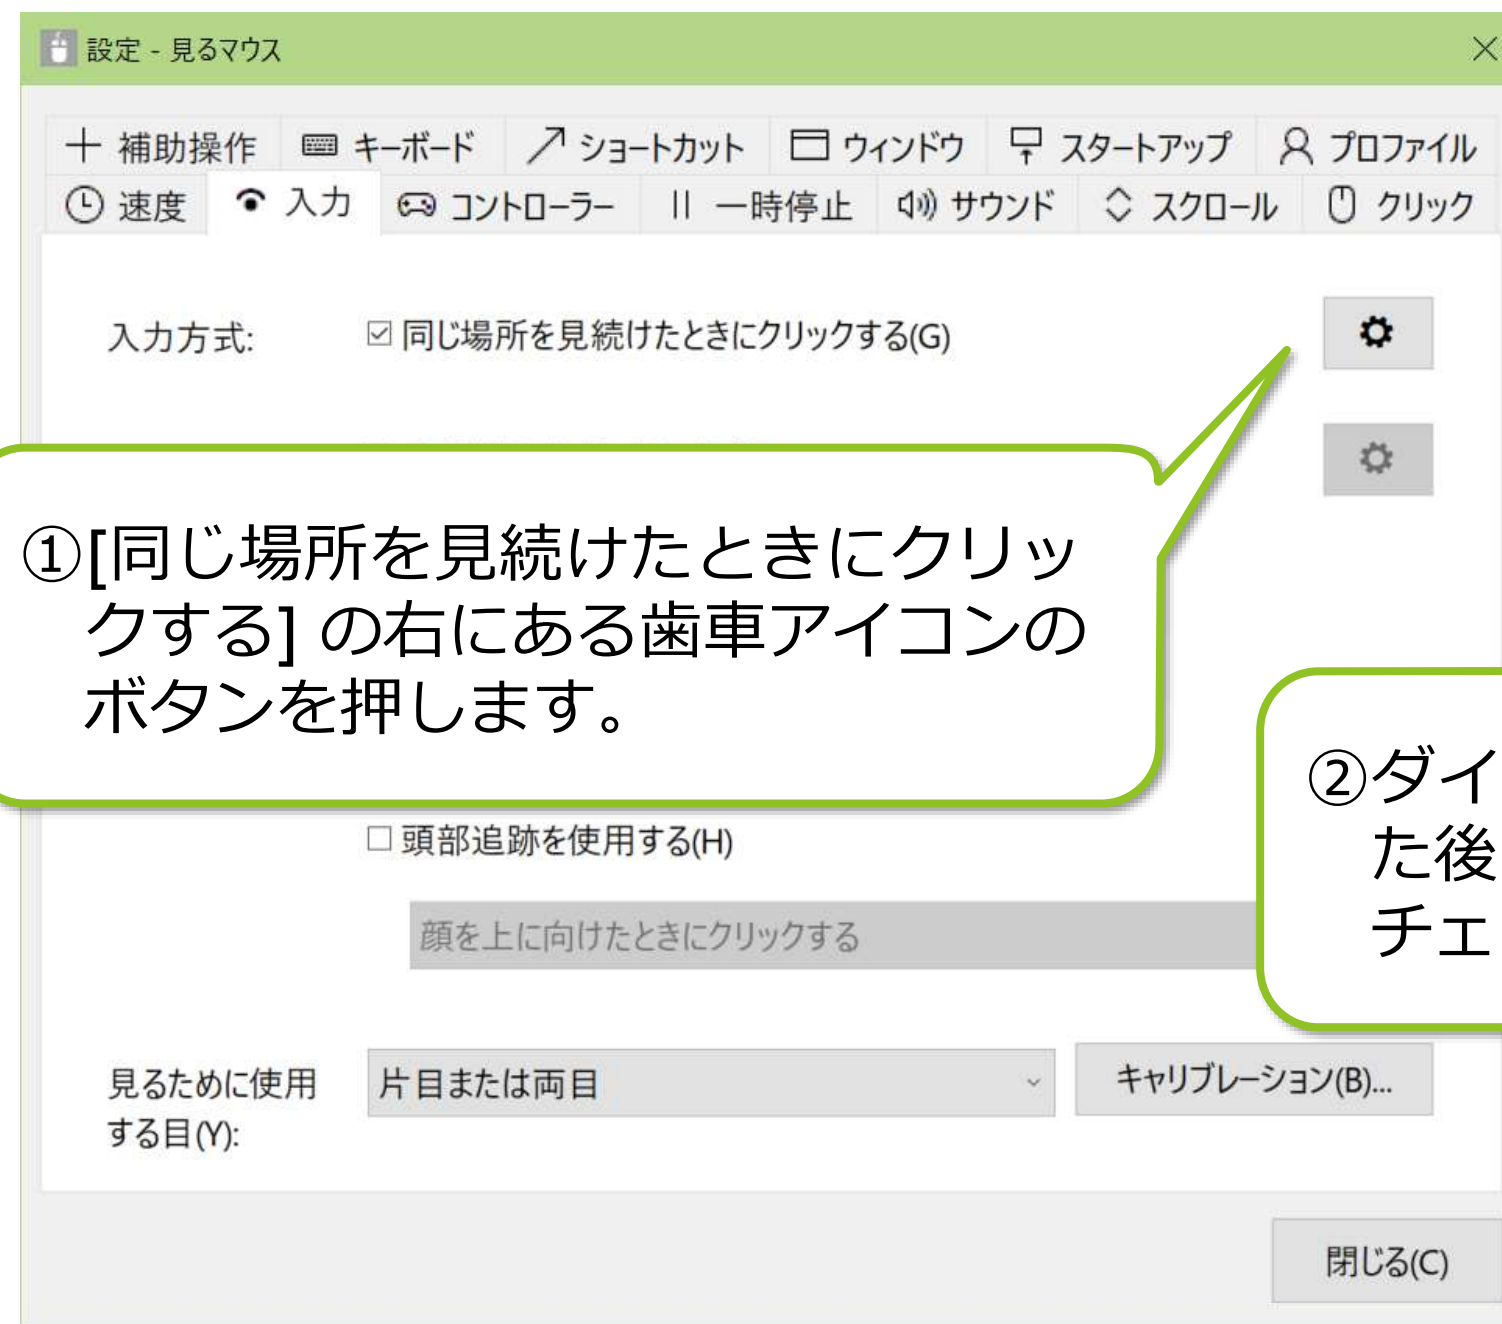 設定 - 見るマウス
補助操作 キーボード ショートカット ウィンドウ スタートアップ プロファイル
速度 入力 コントローラー 一時停止 サウンド スクロール クリック
入力方式: 同じ場所を見続けたときにクリックする(G)
①[同じ場所を見続けたときにクリッ
クする] の右にある歯車アイコンの
ボタンを押します。
②ダイ
た後
チェ
頭部追跡を使用する(H)
顔を上に向けたときにクリックする
見るために使用
する目(Y):
片目または両目
キャリブレーション(B)...
閉じる(C)